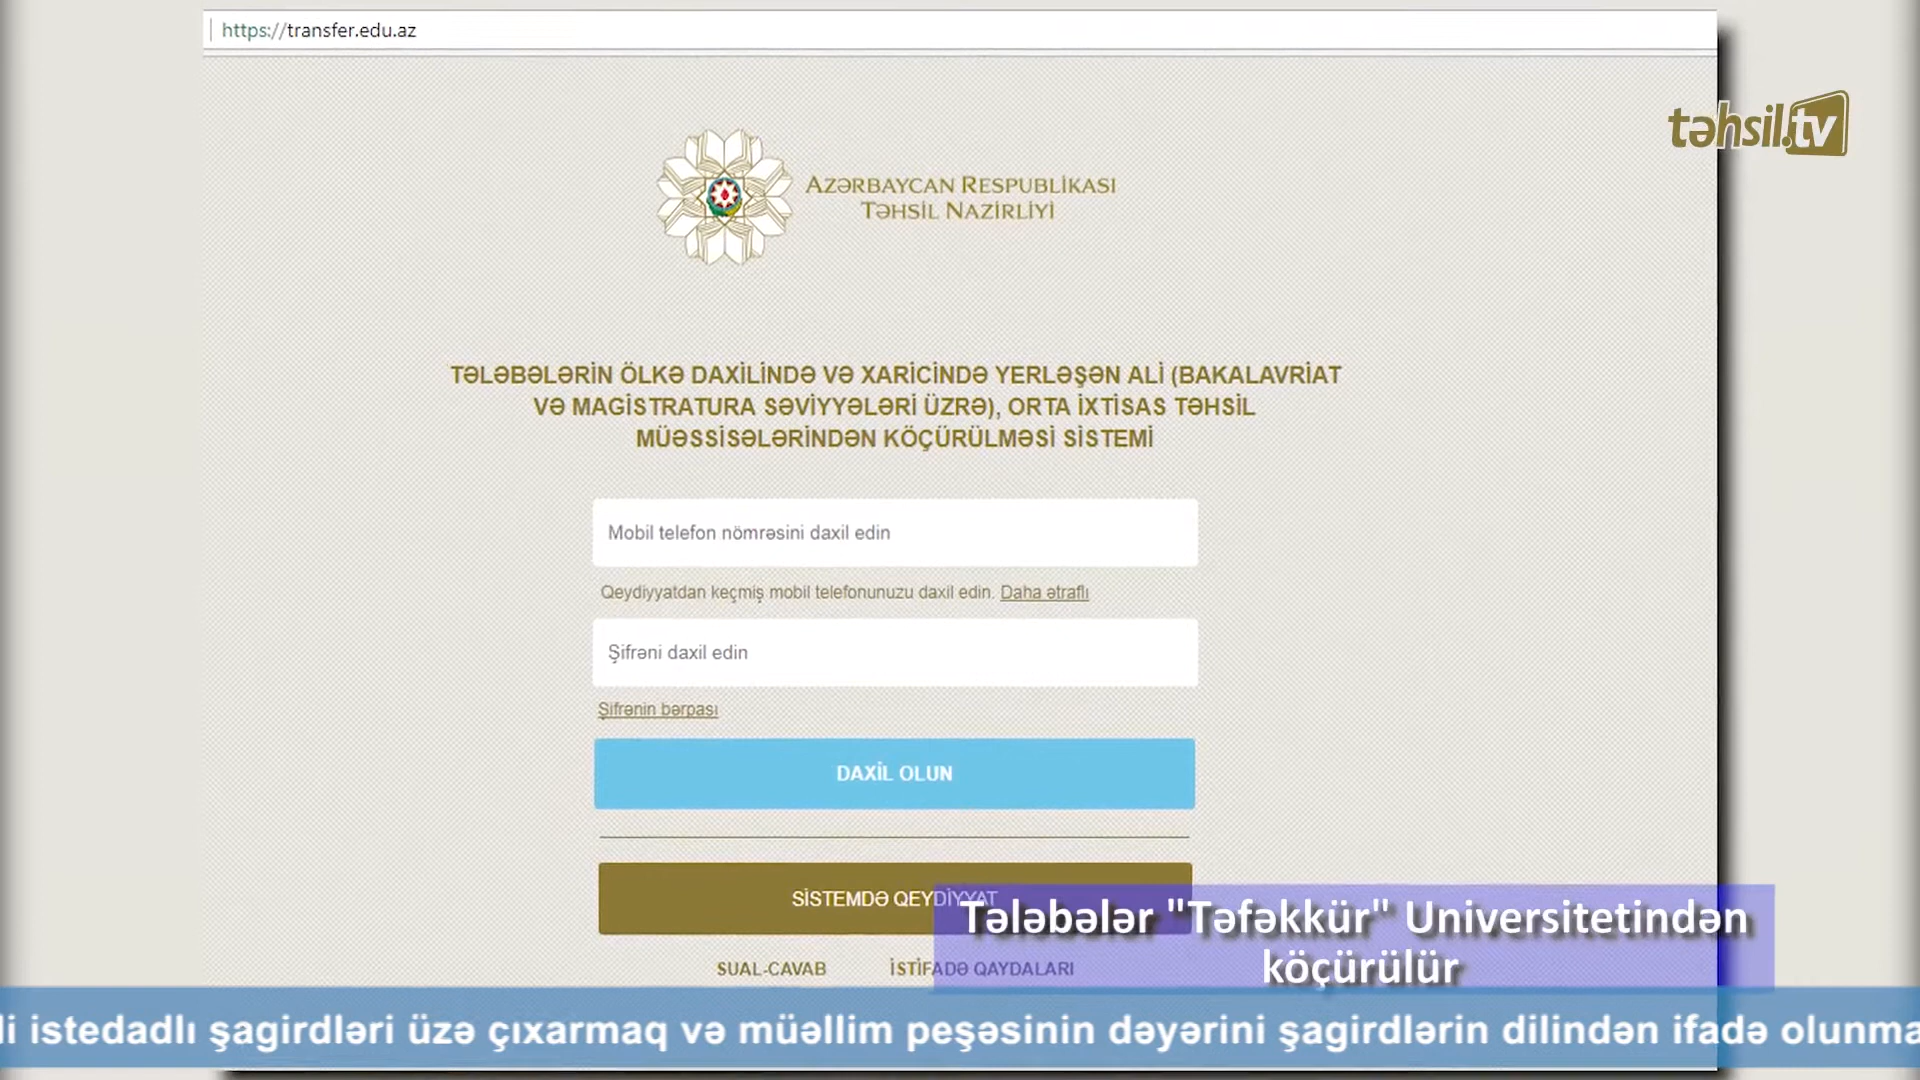 https://transfer.edu.az
təhsil.tv
AZƏRBAYCAN RESPUBLİKASI
TƏHSİL NAZİRLİYİ
TƏLƏBƏLƏRİN ÖLKƏ DAXİLİNDƏ VƏ XARİCİNDƏ YERLƏŞƏN ALİ (BAKALAVRİAT
VƏ MAGİSTRATURA SƏVİYYƏLƏRİ ÜZRƏ), ORTA İXTİSAS TƏHSİL
MÜƏSSİSƏLƏRİNDƏN KÖÇÜRÜLMƏSİ SİSTEMİ
Mobil telefon nömrəsini daxil edin
Qeydiyyatdan keçmiş mobil telefonunuzu daxil edin. Daha ətraflı
Şifrəni daxil edin
Şifrənin bərpası
DAXİL OLUN
SİSTEMDƏ QEYDİYYAT
Tələbələr "Təfəkkür" Universitetindən
köçürülür
SUAL-CAVAB İSTİFADƏ QAYDALARI
istedadlı şagirdləri üzə çıxarmaq və müəllim peşəsinin dəyərini şagirdlərin dilindən ifadə olunma